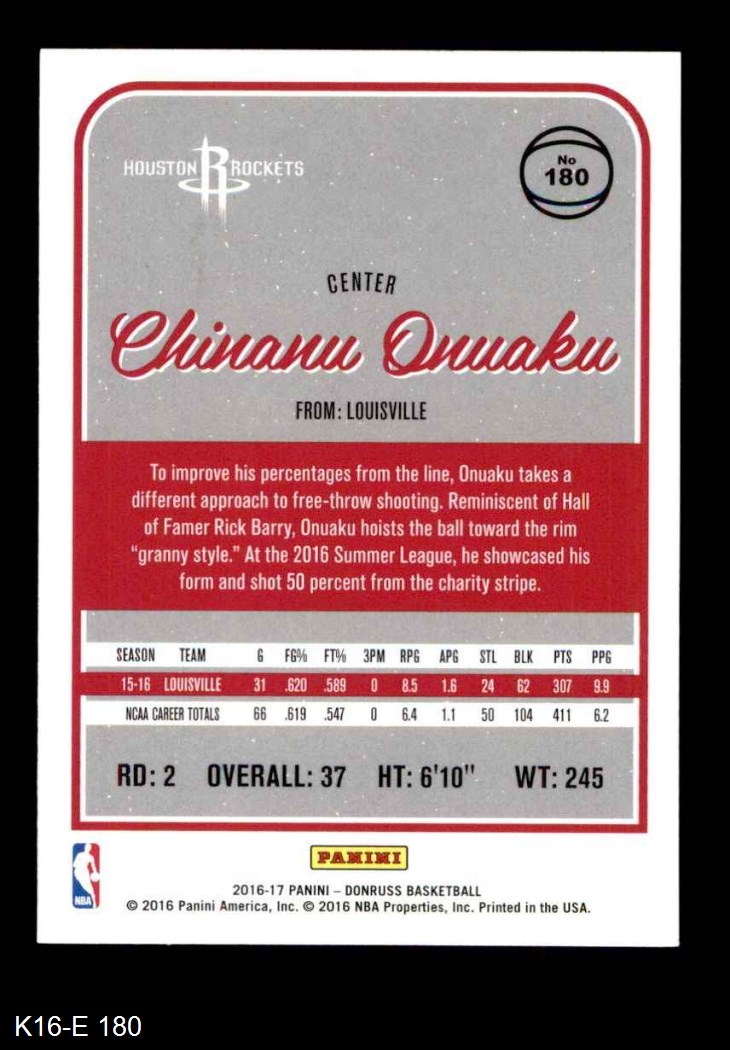 HOUSTON ROCKETS
No
180
CENTER
Chinanu Onuaku
FROM: LOUISVILLE
To improve his percentages from the line, Onuaku takes a
different approach to free-throw shooting. Reminiscent of Hall
of Famer Rick Barry, Onuaku hoists the ball toward the rim
“granny style.” At the 2016 Summer League, he showcased his
form and shot 50 percent from the charity stripe.
SEASON TEAM G FG% FT% 3PM RPG APG STL BLK PTS PPG
15-16 LOUISVILLE 31 .620 .589 0 8.5 1.6 24 62 307 9.9
NCAA CAREER TOTALS 66 .619 .547 0 6.4 1.1 50 104 411 6.2
RD: 2 OVERALL: 37 HT: 6'10" WT: 245
NBA
PANINI
2016-17 PANINI – DONRUSS BASKETBALL
© 2016 Panini America, Inc. © 2016 NBA Properties, Inc. Printed in the USA.
K16-E 180